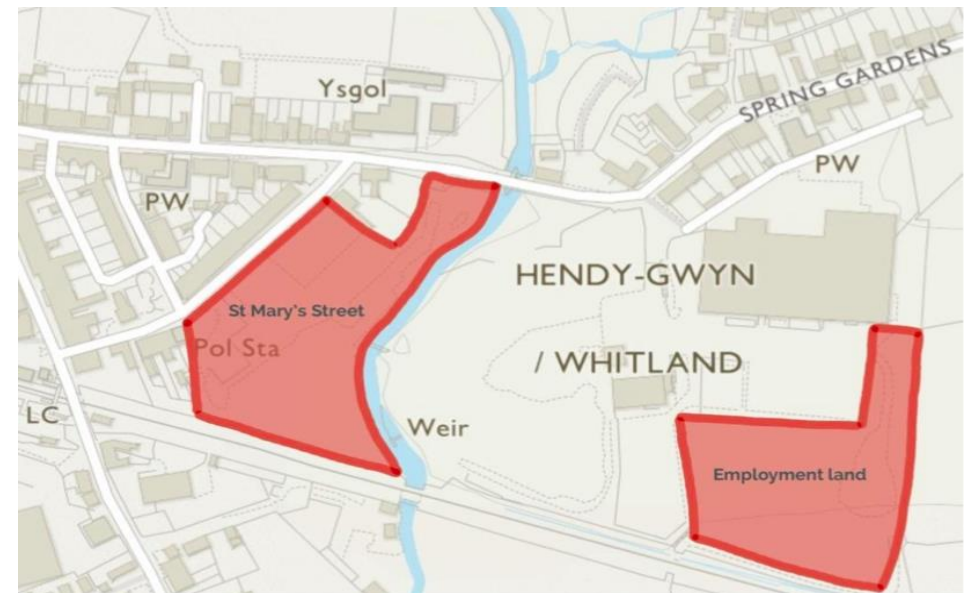 Ysgol
SPRING GARDENS
PW
PW
HENDY-GWYN
/ WHITLAND
St Mary's Street
Pol Sta
LC
Weir
Employment land